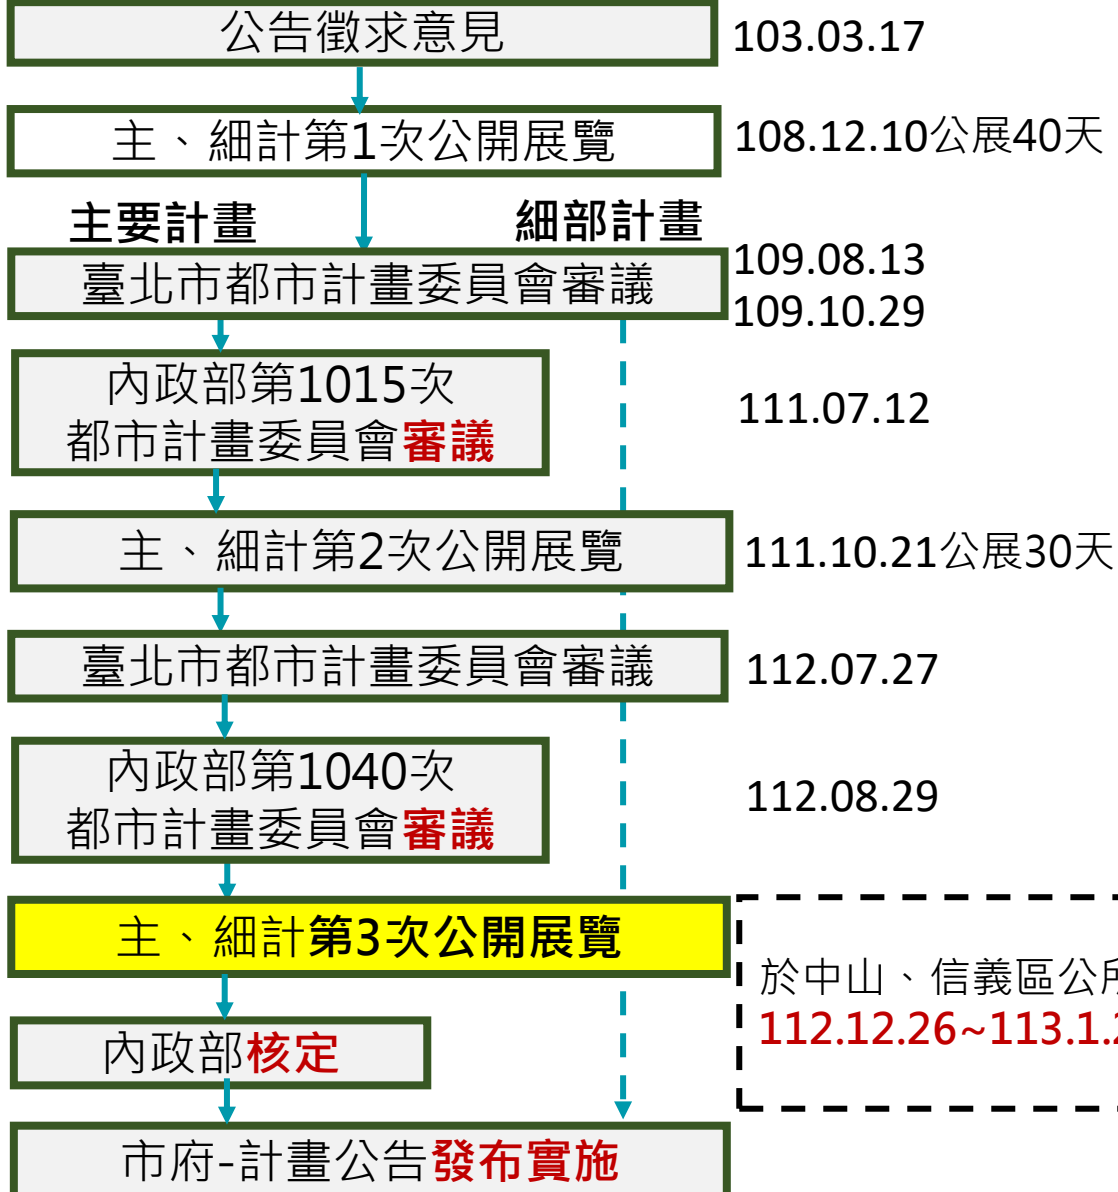 公告徵求意見
103.03.17
主、細計第1次公開展覽
108.12.10公展40天
主要計畫
細部計畫
臺北市都市計畫委員會審議
109.08.13
109.10.29
內政部第1015次
都市計畫委員會審議
111.07.12
主、細計第2次公開展覽
111.10.21公展30天
臺北市都市計畫委員會審議
112.07.27
內政部第1040次
都市計畫委員會審議
112.08.29
主、細計第3次公開展覽
於中山、信義區公
112.12.26~113.1.
內政部核定
市府-計畫公告發布實施